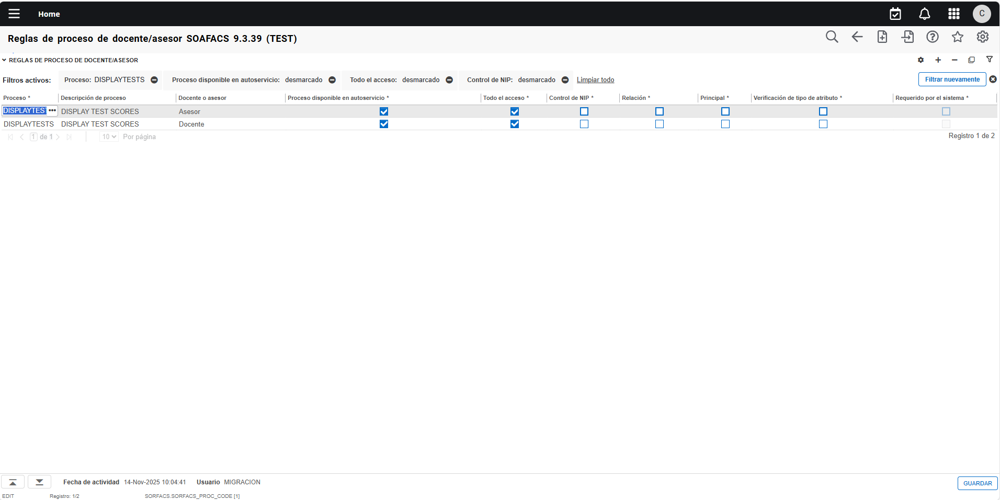 Home
C
Reglas de proceso de docente/asesor SOAFACS 9.3.39 (TEST)
REGLAS DE PROCESO DE DOCENTE/ASESOR
Filtros activos: Proceso: DISPLAYTESTS Proceso disponible en autoservicio: desmarcado Todo el acceso: desmarcado Control de NIP: desmarcado Limpiar todo Filtrar nuevamente
Proceso * Descripción de proceso Docente o asesor Proceso disponible en autoservicio * Todo el acceso * Control de NIP * Relación * Principal * Verificación de tipo de atributo * Requerido por el sistema *
DISPLAYTEST ••• DISPLAY TEST SCORES Asesor
DISPLAYTESTS DISPLAY TEST SCORES Docente
1 de 1 10 Por página Registro 1 de 2
Fecha de actividad 14-Nov-2025 10:04:41 Usuario MIGRACION GUARDAR
EDIT Registro: 1/2 SORFACS.SORFACS_PROC_CODE [1]